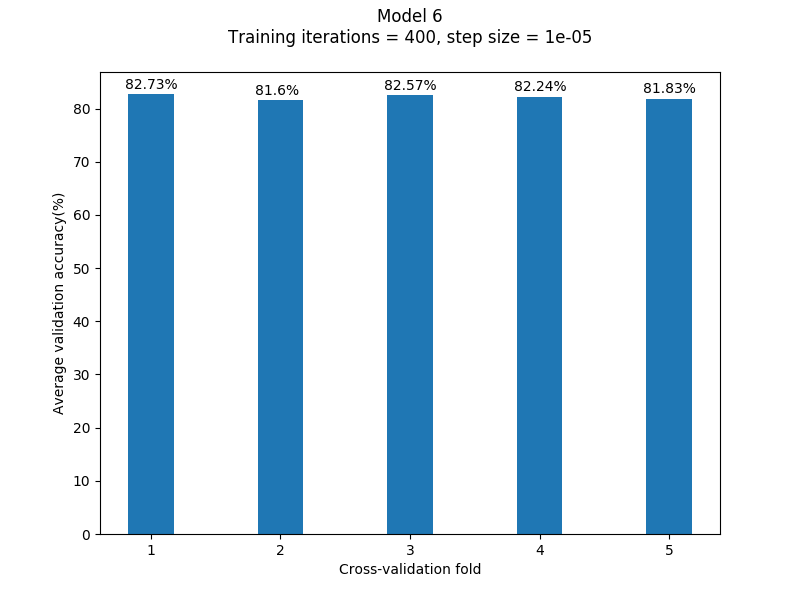 Model 6
Training iterations = 400, step size = 1e-05
82.73%
81.6%
82.57%
82.24%
81.83%
80
70
60
50
40
30
20
10
0
Average validation accuracy(%)
1 2 3 4 5
Cross-validation fold